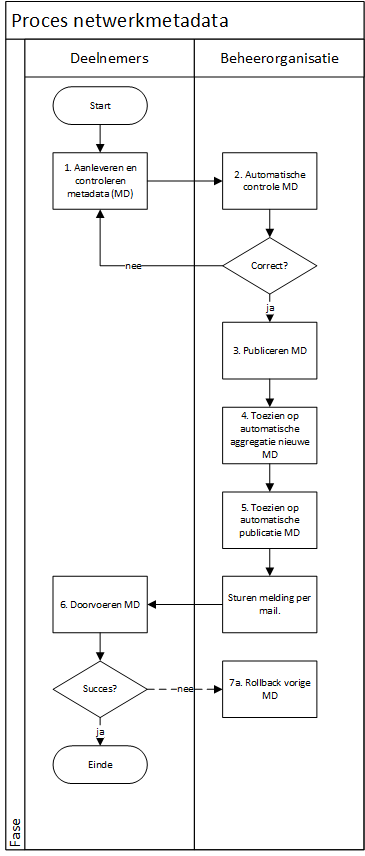 Proces netwerkmetadata
Deelnemers
Beheerorganisatie
Start
1. Aanleveren en
controleren
metadata (MD)
2. Automatische
controle MD
Correct?
nee
ja
3. Publiceren MD
4. Toezien op
automatische
aggregatie nieuwe
MD
5. Toezien op
automatische
publicatie MD
Sturen melding per
mail.
6. Doorvoeren MD
Succes?
nee
7a. Rollback vorige
MD
ja
Einde
Fase